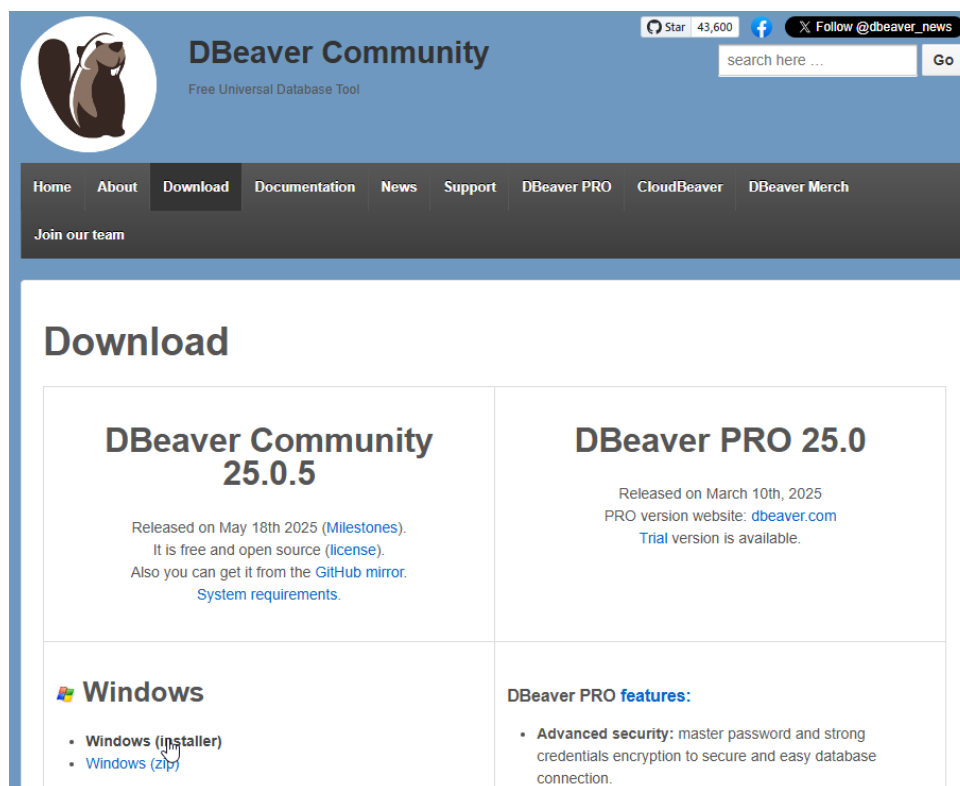 Star 43,600
Follow @dbeaver_news
DBeaver Community
search here ...
Go
Free Universal Database Tool
Home About Download Documentation News Support DBeaver PRO CloudBeaver DBeaver Merch
Join our team
Download
DBeaver Community
25.0.5
Released on May 18th 2025 (Milestones).
It is free and open source (license).
Also you can get it from the GitHub mirror.
System requirements.
DBeaver PRO 25.0
Released on March 10th, 2025
PRO version website: dbeaver.com
Trial version is available.
Windows
Windows (installer)
Windows (zip)
DBeaver PRO features:
Advanced security: master password and strong
credentials encryption to secure and easy database
connection.